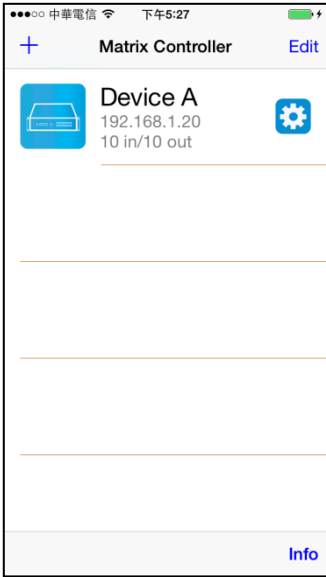 中華電信 下午5:27
+ Matrix Controller Edit
Device A
192.168.1.20
10 in/10 out
Info